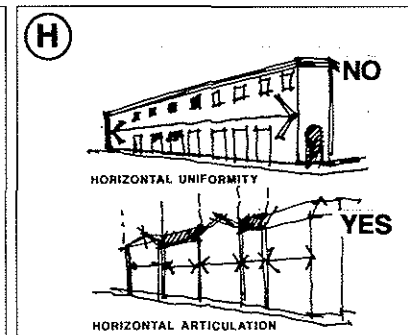 H
NO
HORIZONTAL UNIFORMITY
YES
HORIZONTAL ARTICULATION